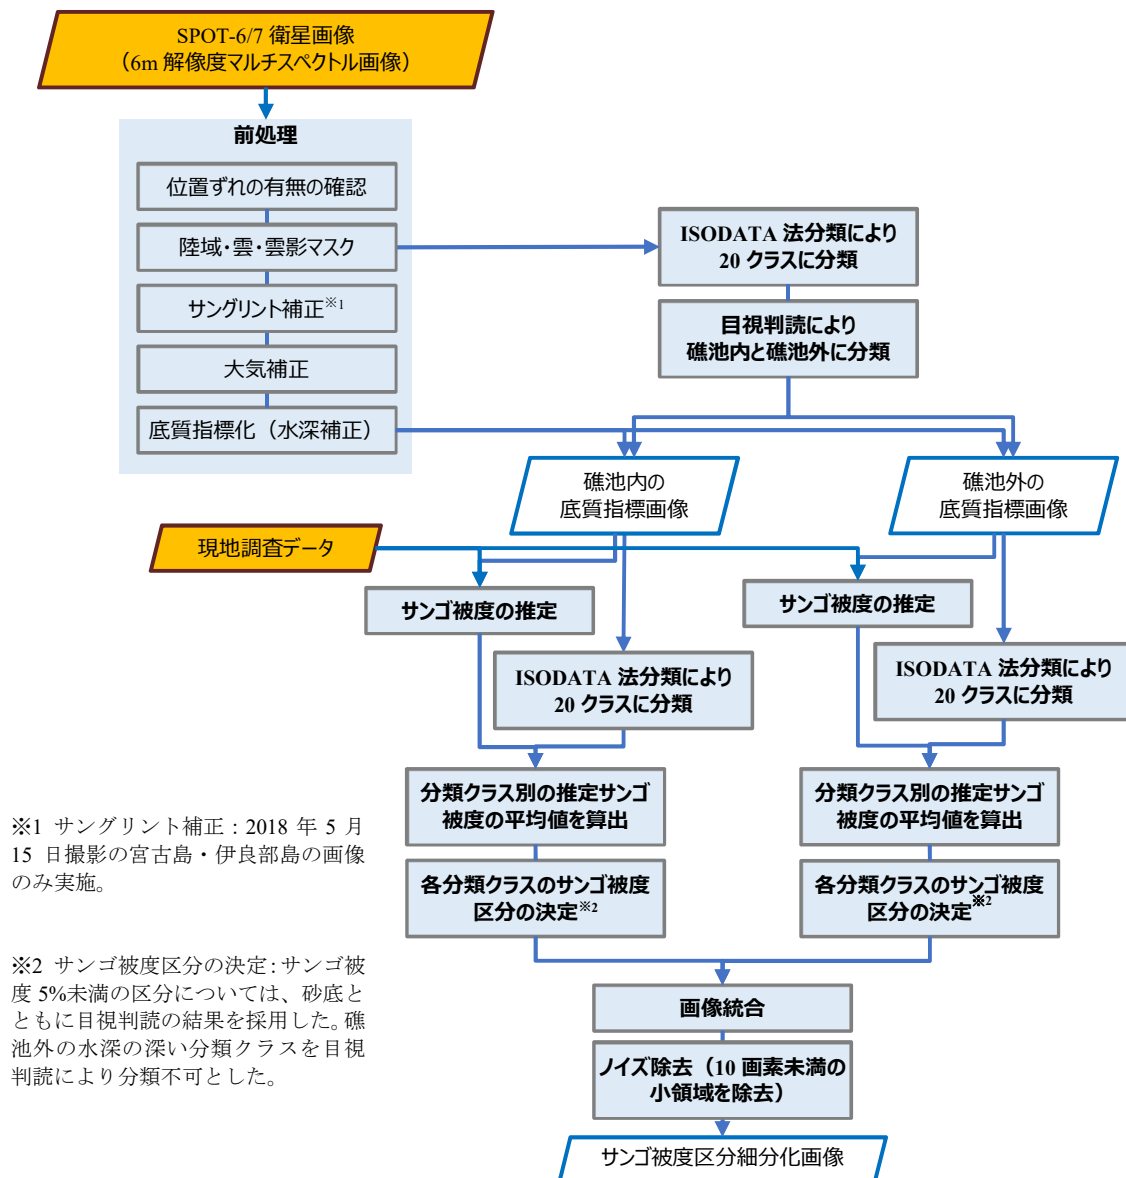 SPOT-6/7 衛星画像
（6m 解像度マルチスペクトル画像）
前処理
位置ずれの有無の確認
陸域・雲・雲影マスク
サングリント補正※1
大気補正
底質指標化（水深補正）
ISODATA 法分類により
20 クラスに分類
目視判読により
礁池内と礁池外に分類
礁池内の
底質指標画像
礁池外の
底質指標画像
現地調査データ
サンゴ被度の推定
サンゴ被度の推定
ISODATA 法分類により
20 クラスに分類
ISODATA 法分類により
20 クラスに分類
分類クラス別の推定サンゴ
被度の平均値を算出
分類クラス別の推定サンゴ
被度の平均値を算出
各分類クラスのサンゴ被度
区分の決定※2
各分類クラスのサンゴ被度
区分の決定※2
※1 サングリント補正：2018 年 5 月
15 日撮影の宮古島・伊良部島の画像
のみ実施。
※2 サンゴ被度区分の決定：サンゴ被
度 5%未満の区分については、砂底と
ともに目視判読の結果を採用した。礁
池外の水深の深い分類クラスを目視
判読により分類不可とした。
画像統合
ノイズ除去（10 画素未満の
小領域を除去）
サンゴ被度区分細分化画像